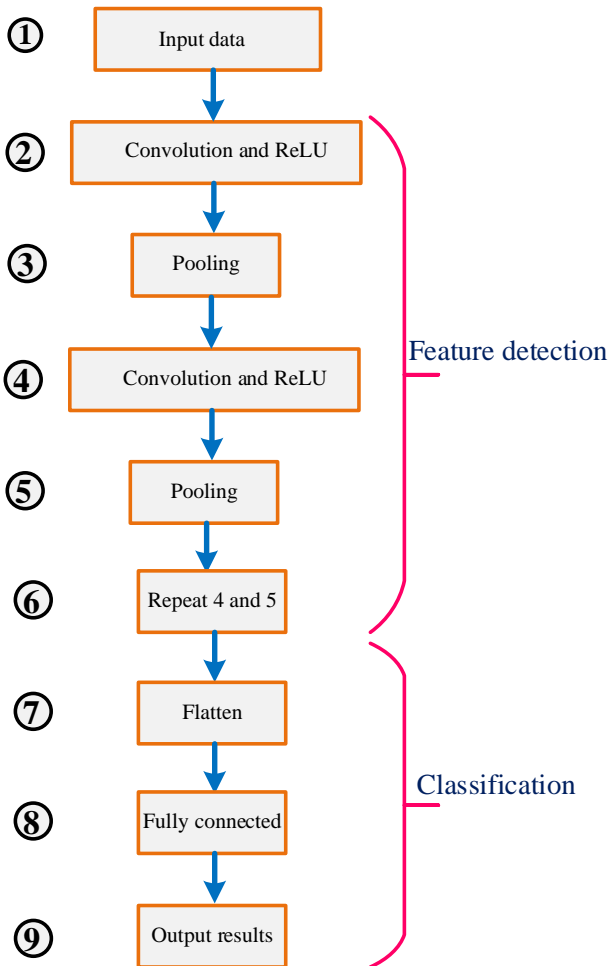 ① Input data
② Convolution and ReLU
③ Pooling
④ Convolution and ReLU
Feature detection
⑤ Pooling
⑥ Repeat 4 and 5
⑦ Flatten
Classification
⑧ Fully connected
⑨ Output results